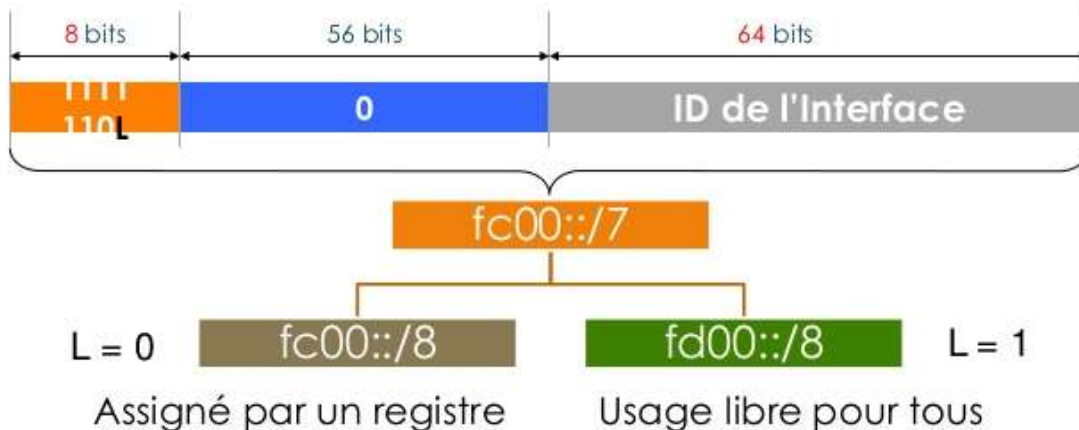 8 bits
56 bits
64 bits
1111
110L
0
ID de l'Interface
fc00::/7
L = 0
fc00::/8
fd00::/8
L = 1
Assigné par un registre
Usage libre pour tous